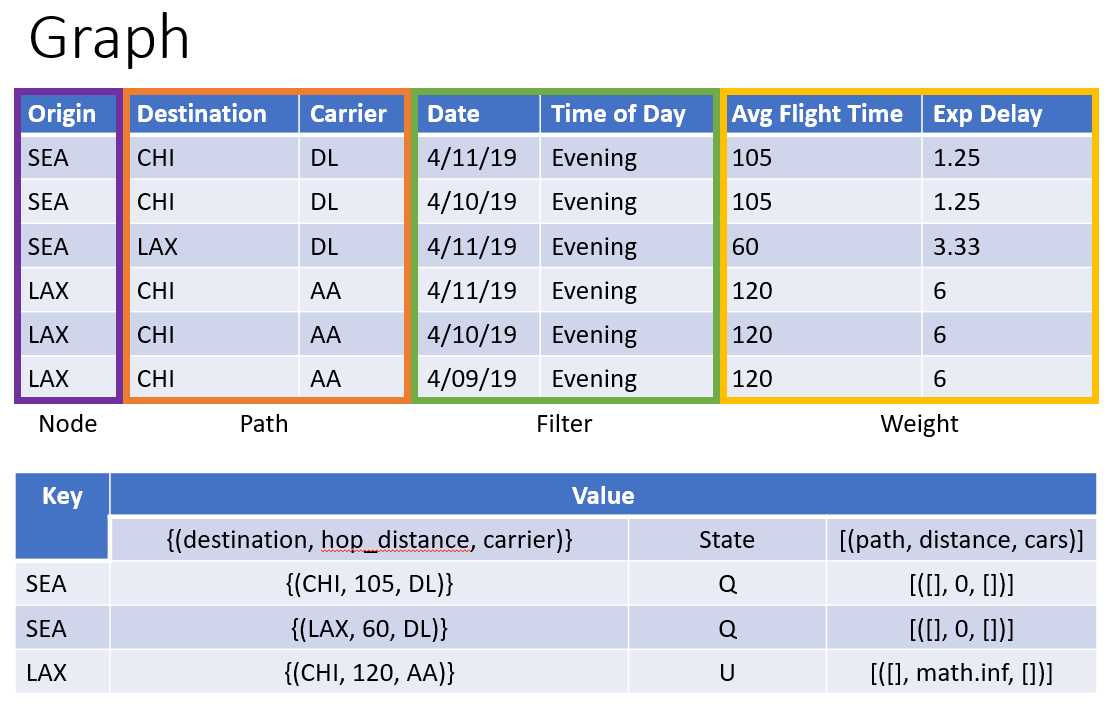 Graph
Origin Destination Carrier Date Time of Day Avg Flight Time Exp Delay
SEA CHI DL 4/11/19 Evening 105 1.25
SEA CHI DL 4/10/19 Evening 105 1.25
SEA LAX DL 4/11/19 Evening 60 3.33
LAX CHI AA 4/11/19 Evening 120 6
LAX CHI AA 4/10/19 Evening 120 6
LAX CHI AA 4/09/19 Evening 120 6
Node Path Filter Weight
Key Value
{(destination, hop_distance, carrier)} State [(path, distance, cars)]
SEA {(CHI, 105, DL)} Q [([], 0, [])]
SEA {(LAX, 60, DL)} Q [([], 0, [])]
LAX {(CHI, 120, AA)} U [([], math.inf, [])]